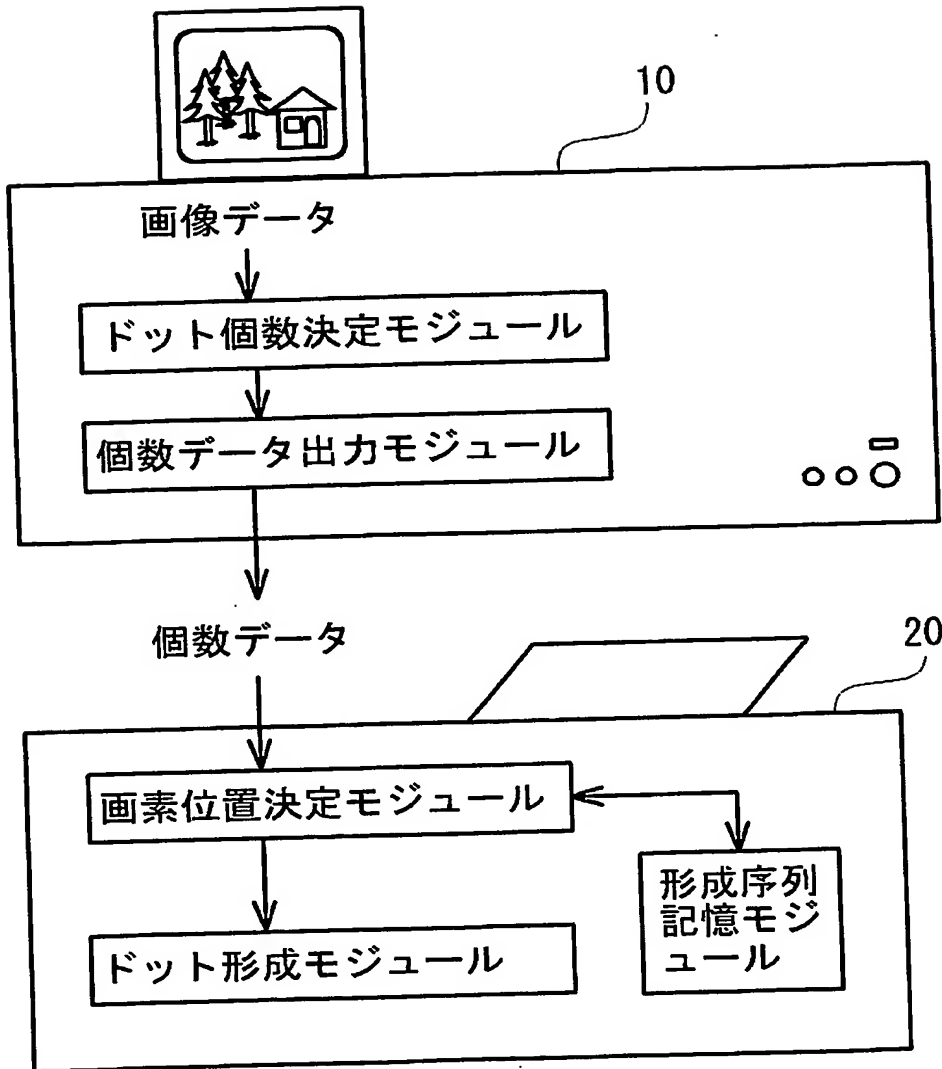 10
画像データ
ドット個数決定モジュール
個数データ出力モジュール
個数データ
20
画素位置決定モジュール
形成序列
記憶モジ
ュール
ドット形成モジュール